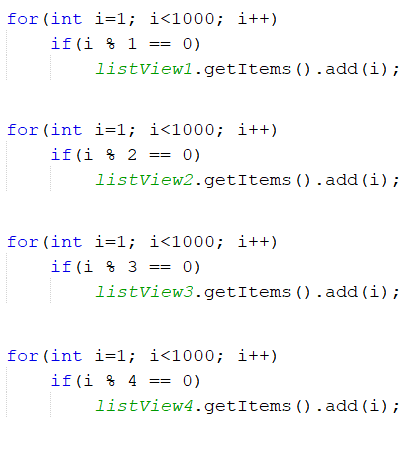 for(int i=1; i<1000; i++)
    if(i % 1 == 0)
        listView1.getItems().add(i);

for(int i=1; i<1000; i++)
    if(i % 2 == 0)
        listView2.getItems().add(i);

for(int i=1; i<1000; i++)
    if(i % 3 == 0)
        listView3.getItems().add(i);

for(int i=1; i<1000; i++)
    if(i % 4 == 0)
        listView4.getItems().add(i);